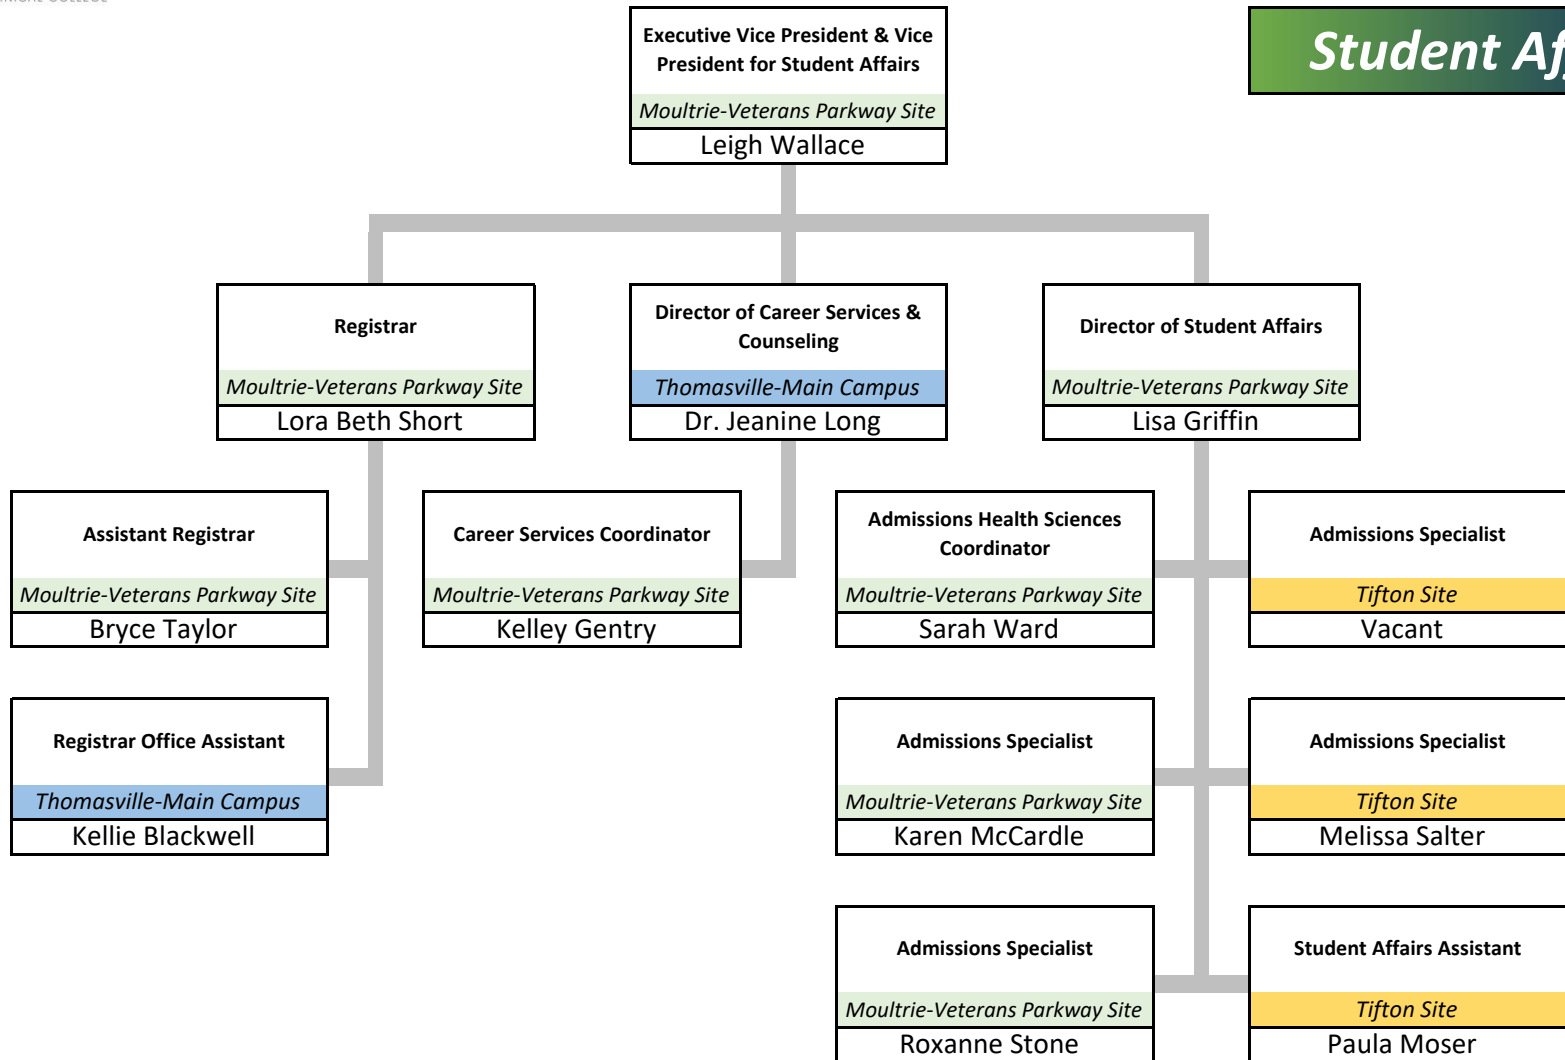 COLLEGE
Executive Vice President & Vice
President for Student Affairs
Moultrie-Veterans Parkway Site
Leigh Wallace
Student Af
Registrar
Moultrie-Veterans Parkway Site
Lora Beth Short
Director of Career Services &
Counseling
Thomasville-Main Campus
Dr. Jeanine Long
Director of Student Affairs
Moultrie-Veterans Parkway Site
Lisa Griffin
Assistant Registrar
Moultrie-Veterans Parkway Site
Bryce Taylor
Career Services Coordinator
Moultrie-Veterans Parkway Site
Kelley Gentry
Admissions Health Sciences
Coordinator
Moultrie-Veterans Parkway Site
Sarah Ward
Admissions Specialist
Tifton Site
Vacant
Registrar Office Assistant
Thomasville-Main Campus
Kellie Blackwell
Admissions Specialist
Moultrie-Veterans Parkway Site
Karen McCardle
Admissions Specialist
Tifton Site
Melissa Salter
Admissions Specialist
Moultrie-Veterans Parkway Site
Roxanne Stone
Student Affairs Assistant
Tifton Site
Paula Moser